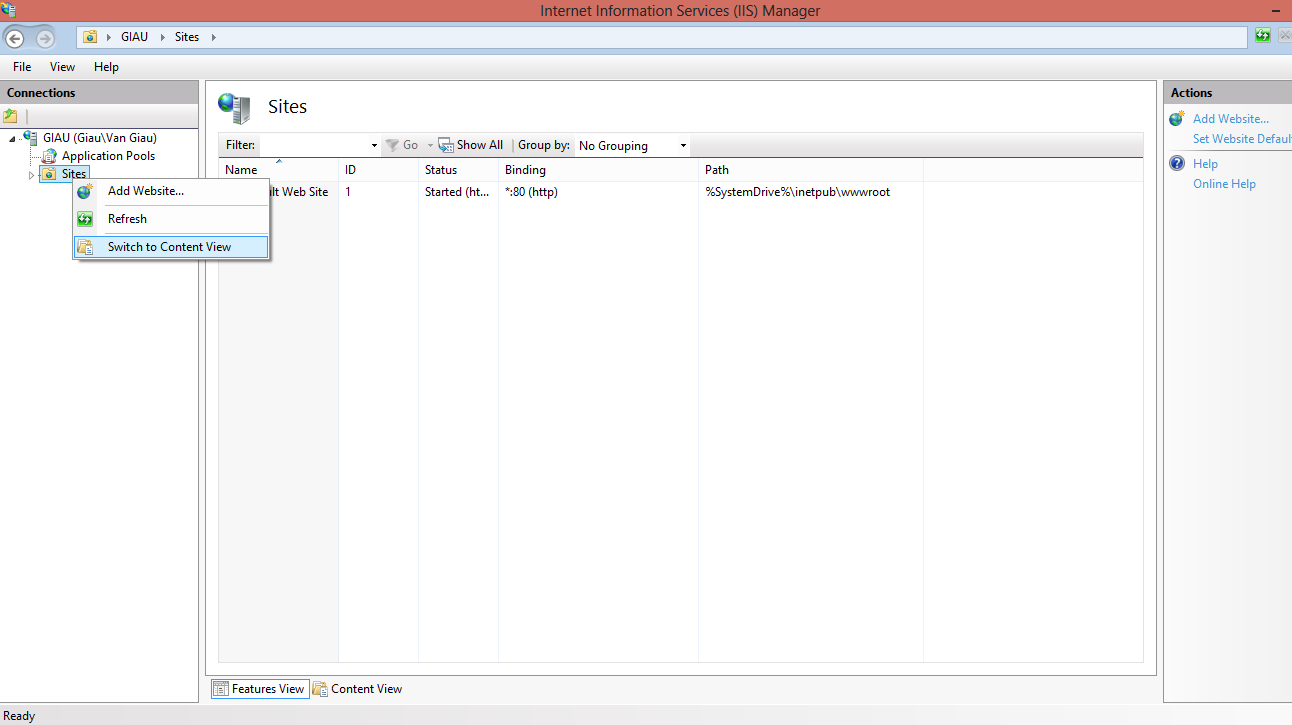 Internet Information Services (IIS) Manager
GIAU Sites
File View Help
Connections
GIAU (Giau\Van Giau)
Application Pools
Sites
Add Website...
Refresh
Switch to Content View
Sites
Filter: Go Show All Group by: No Grouping
Name ID Status Binding Path
lt Web Site 1 Started (ht... *:80 (http) %SystemDrive%\inetpub\wwwroot
Features View Content View
Actions
Add Website...
Set Website Defaul
Help
Online Help
Ready